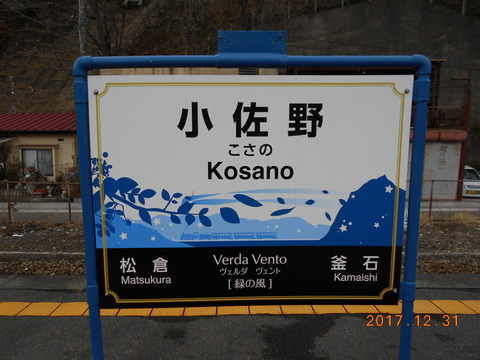 小佐野
こさの
Kosano
松倉
Matsukura
Verda Vento
ヴェルダ ヴェント
[緑の風]
釜石
Kamaishi
2017.12.31